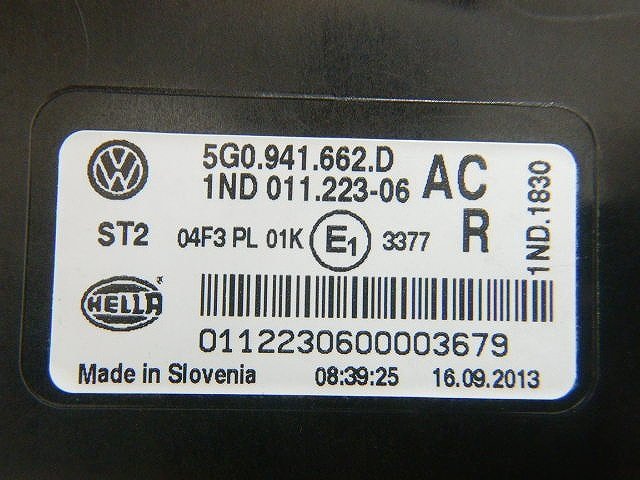 VW
5G0.941.662.D AC
1ND 011.223-06
ST2 04F3 PL 01K E1 3377 R
1ND.1830
HELLA
0112230600003679
Made in Slovenia 08:39:25 16.09.2013